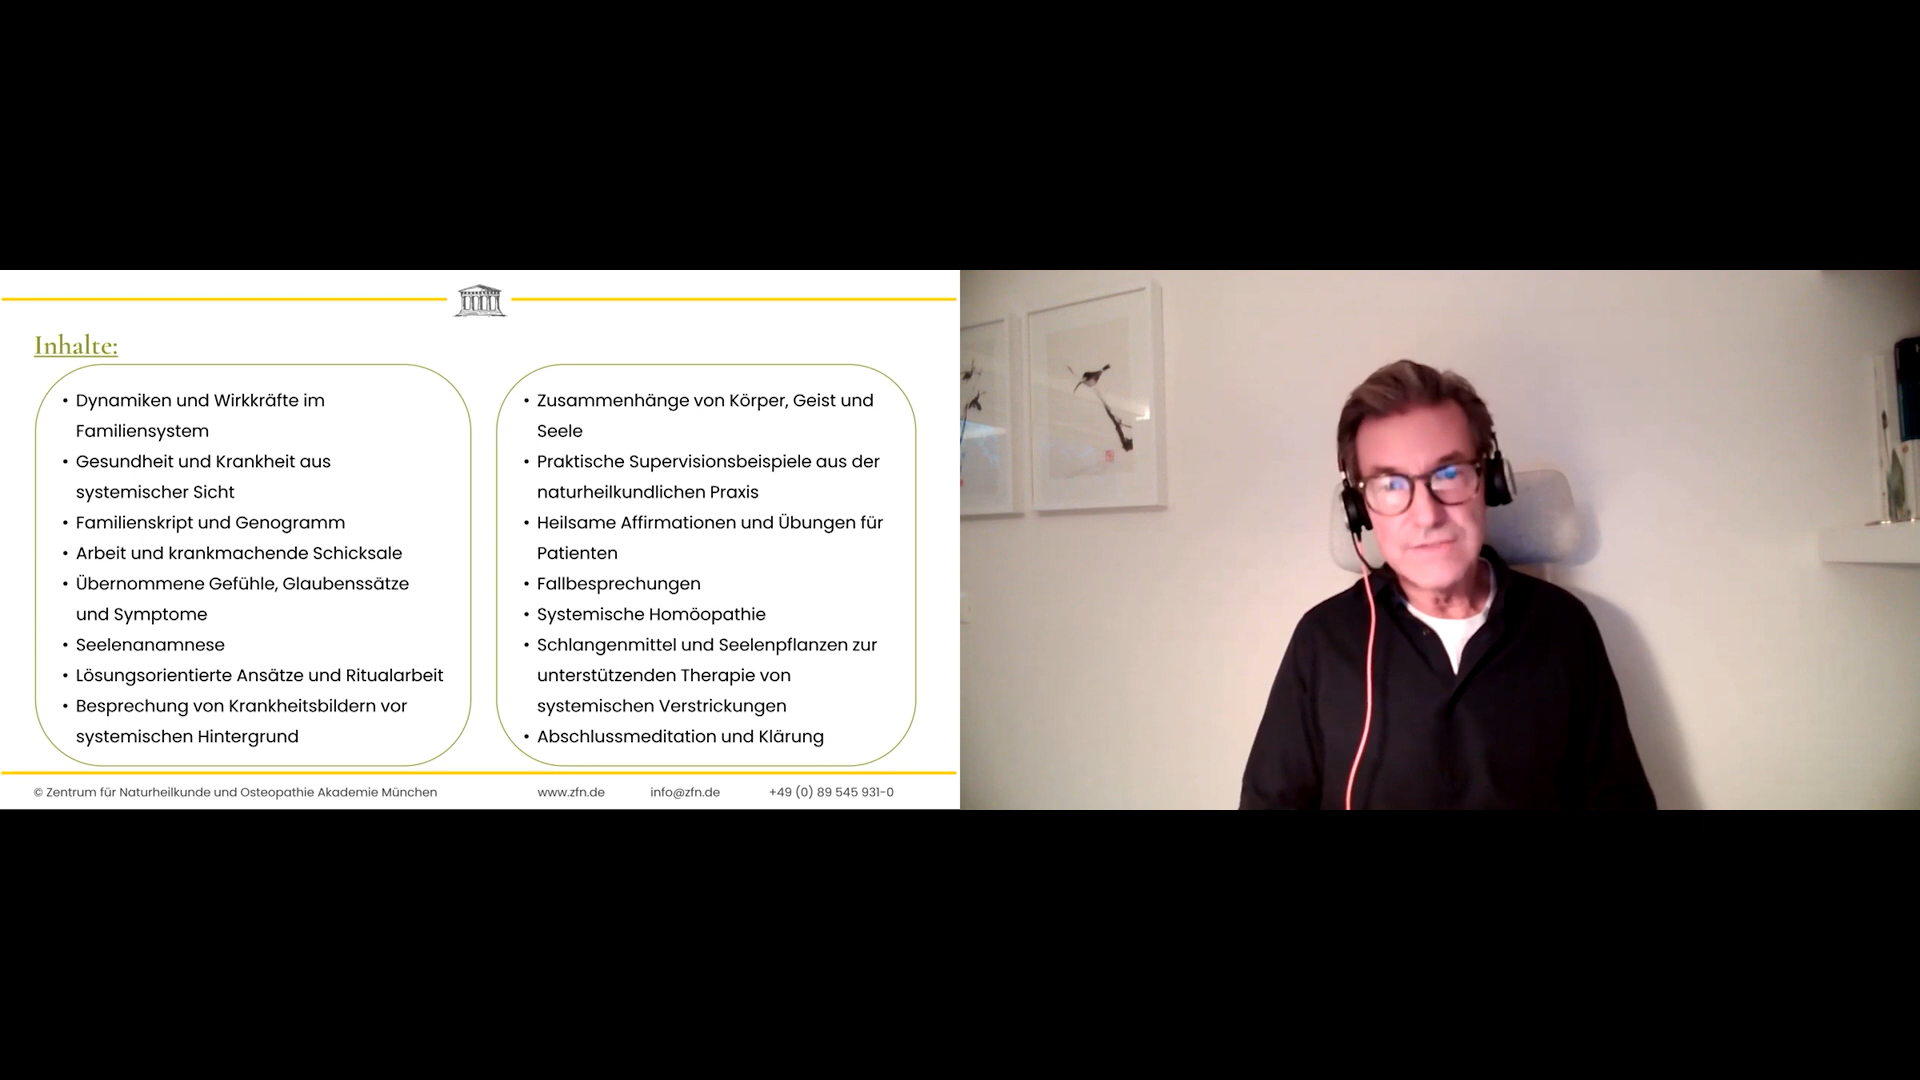 Inhalte:
• Dynamiken und Wirkkräfte im
Familiensystem
• Gesundheit und Krankheit aus
systemischer Sicht
• Familienskript und Genogramm
• Arbeit und krankmachende Schicksale
• Übernommene Gefühle, Glaubenssätze
und Symptome
• Seelenanamnese
• Lösungsorientierte Ansätze und Ritualarbeit
• Besprechung von Krankheitsbildern vor
systemischen Hintergrund
• Zusammenhänge von Körper, Geist und
Seele
• Praktische Supervisionsbeispiele aus der
naturheilkundlichen Praxis
• Heilsame Affirmationen und Übungen für
Patienten
• Fallbesprechungen
• Systemische Homöopathie
• Schlangenmittel und Seelenpflanzen zur
unterstützenden Therapie von
systemischen Verstrickungen
• Abschlussmeditation und Klärung
© Zentrum für Naturheilkunde und Osteopathie Akademie München www.zfn.de info@zfn.de +49 (0) 89 545 931-0